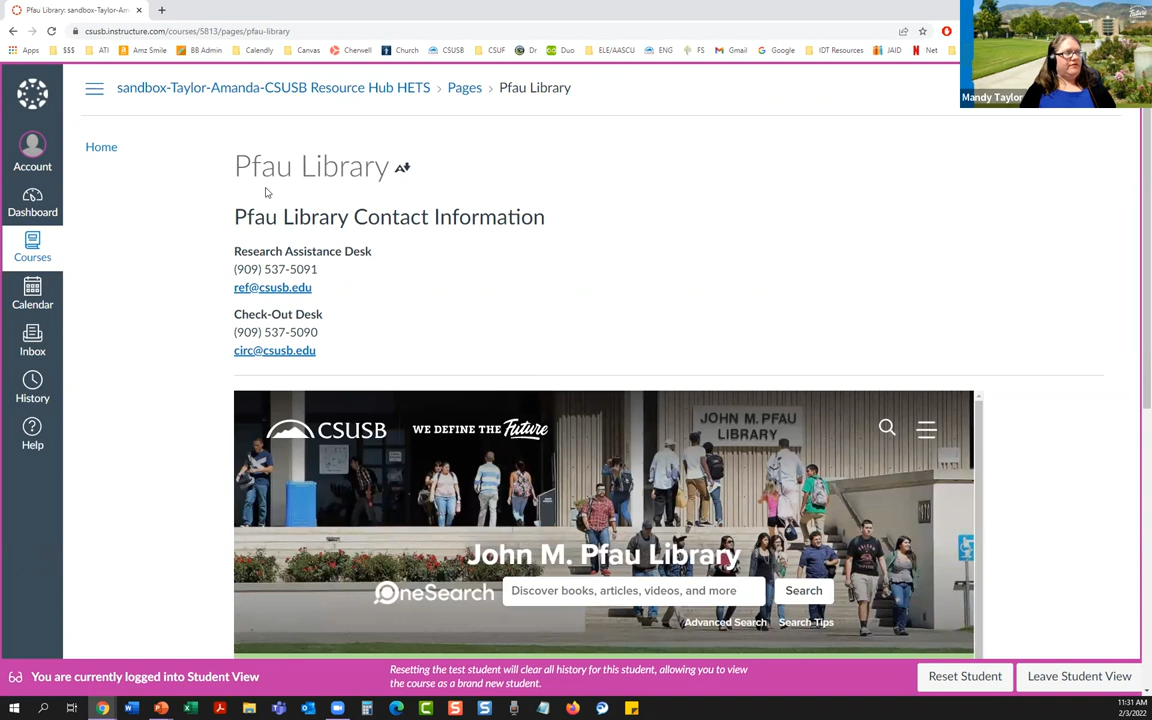 Pfau Library: sandbox-Taylor-Am
csusb.instructure.com/courses/5813/pages/pfau-library
Apps $$$ ATI Amz Smile BB Admin Calendly Canvas Cherwell Church CSUSB CSUF Dr Duo ELE/AASCU ENG FS Gmail Google IDT Resources JAID Net
Mandy Taylor
sandbox-Taylor-Amanda-CSUSB Resource Hub HETS › Pages › Pfau Library
Account
Dashboard
Courses
Calendar
Inbox
History
Help
Home
Pfau Library
Pfau Library Contact Information
Research Assistance Desk
(909) 537-5091
ref@csusb.edu
Check-Out Desk
(909) 537-5090
circ@csusb.edu
JOHN M. PFAU
LIBRARY
CSUSB WE DEFINE THE Future
John M. Pfau Library
OneSearch Discover books, articles, videos, and more Search
Advanced Search Search Tips
You are currently logged into Student View
Resetting the test student will clear all history for this student, allowing you to view
the course as a brand new student.
Reset Student Leave Student View
11:31 AM
2/3/2022